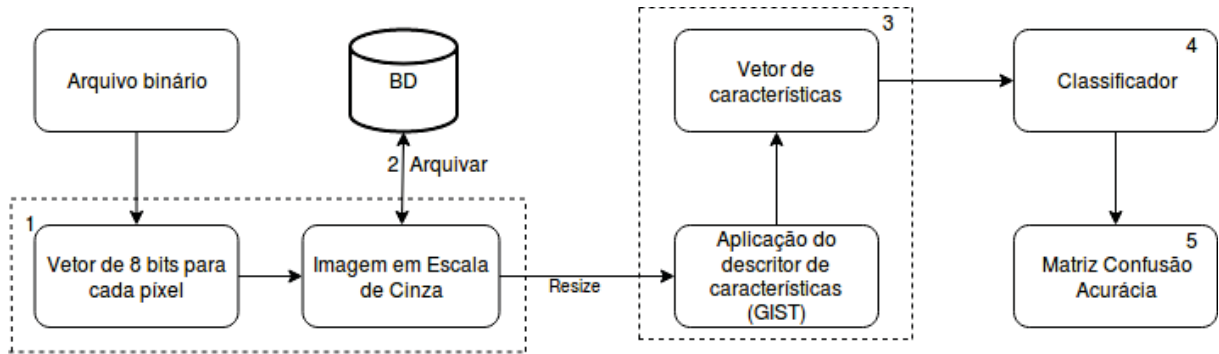 Arquivo binário
BD
2 Arquivar
1
Vetor de 8 bits para
cada píxel
Imagem em Escala
de Cinza
Resize
3
Vetor de
características
Aplicação do
descritor de
características
(GIST)
4
Classificador
5
Matriz Confusão
Acurácia